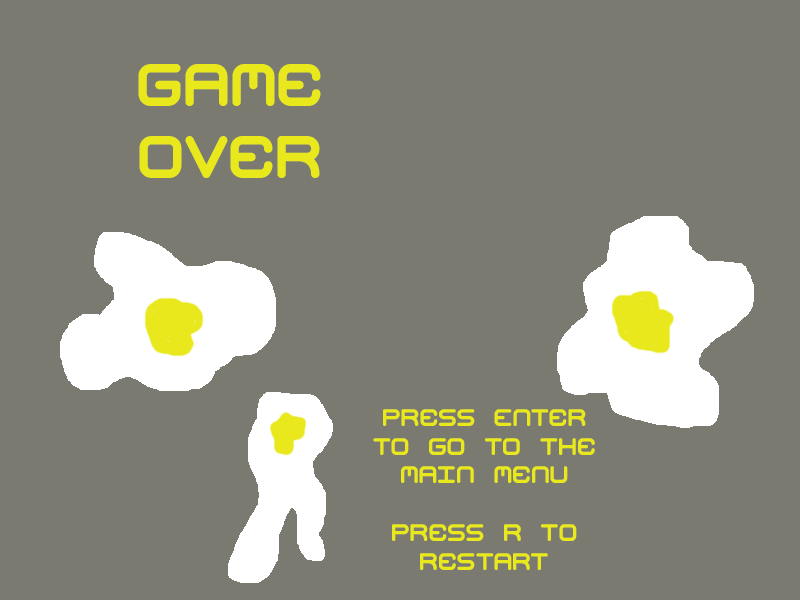 GAME
OVER
PRESS ENTER
TO GO TO THE
MAIN MENU
PRESS R TO
RESTART